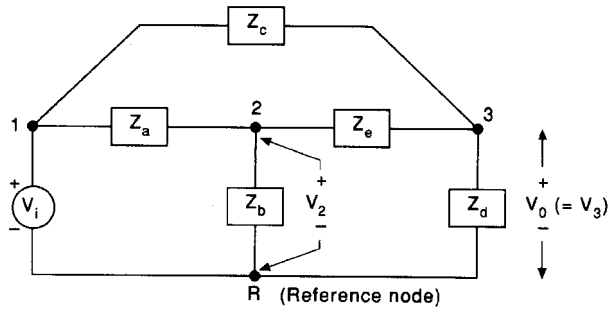 Z_c
1
Z_a
2
Z_e
3
+
V_i
−
Z_b
+
V_2
−
Z_d
+
V_0 (= V_3)
−
R (Reference node)